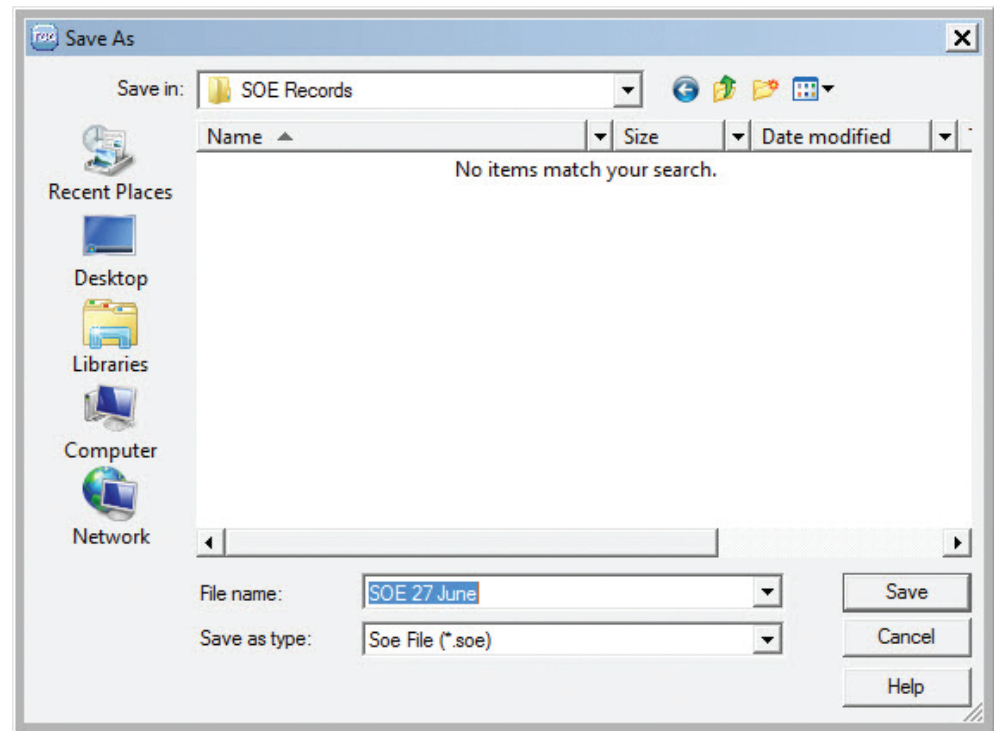 Save As
Save in: SOE Records
Name Size Date modified
No items match your search.
Recent Places
Desktop
Libraries
Computer
Network
File name: SOE 27 June Save
Save as type: Soe File (*.soe) Cancel
Help